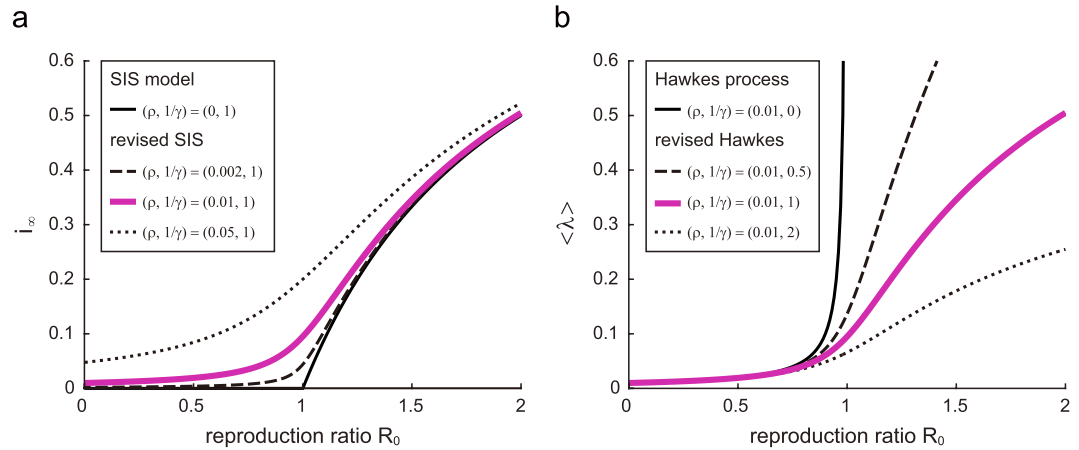 a
0.6
0.5
0.4
0.3
0.2
0.1
0
i∞
SIS model
(ρ, 1/γ) = (0, 1)
revised SIS
(ρ, 1/γ) = (0.002, 1)
(ρ, 1/γ) = (0.01, 1)
(ρ, 1/γ) = (0.05, 1)
0 0.5 1 1.5 2
reproduction ratio R₀
b
0.6
0.5
0.4
0.3
0.2
0.1
0
<λ>
Hawkes process
(ρ, 1/γ) = (0.01, 0)
revised Hawkes
(ρ, 1/γ) = (0.01, 0.5)
(ρ, 1/γ) = (0.01, 1)
(ρ, 1/γ) = (0.01, 2)
0 0.5 1 1.5 2
reproduction ratio R₀